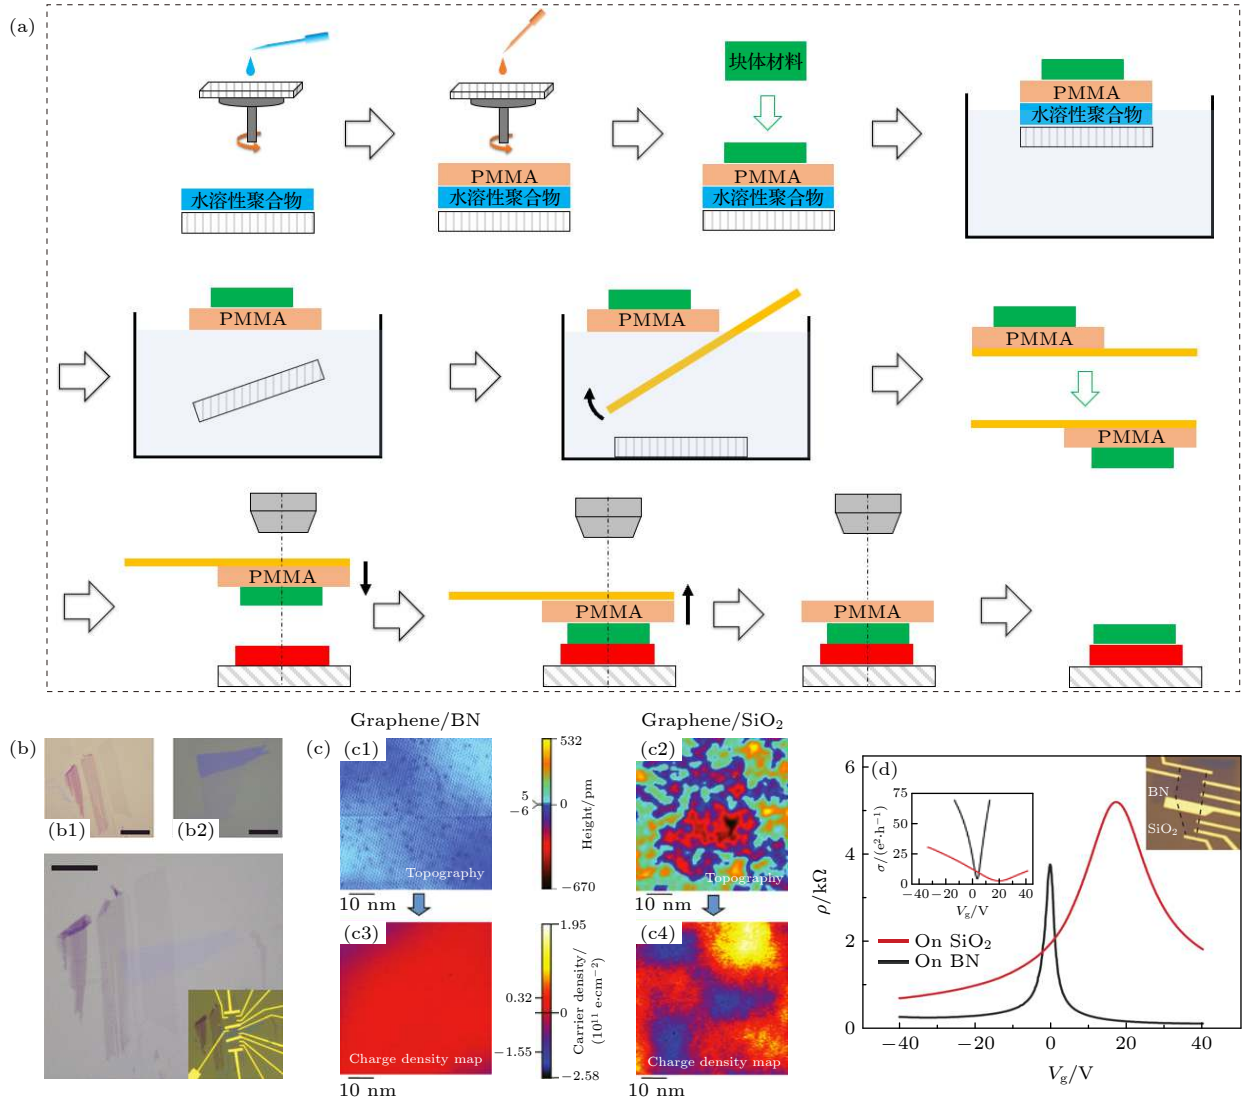 (a)
块体材料
PMMA
水溶性聚合物
水溶性聚合物
PMMA
水溶性聚合物
PMMA
水溶性聚合物
PMMA
PMMA
PMMA
PMMA
PMMA
PMMA
PMMA
(b)
(b1)
(b2)
(c)
Graphene/BN
Graphene/SiO₂
(c1)
Topography
10 nm
532
5
−6
0
−670
Height/pm
(c2)
Topography
10 nm
(c3)
Charge density map
10 nm
1.95
0.32
0
−1.55
−2.58
Carrier density/
(10¹¹ e·cm⁻²)
(c4)
Charge density map
10 nm
(d)
6
4
2
0
ρ/kΩ
−40
−20
0
20
40
V_g/V
On SiO₂
On BN
75
50
25
0
σ/(e²·h⁻¹)
−40
0
40
V_g/V
BN
SiO₂